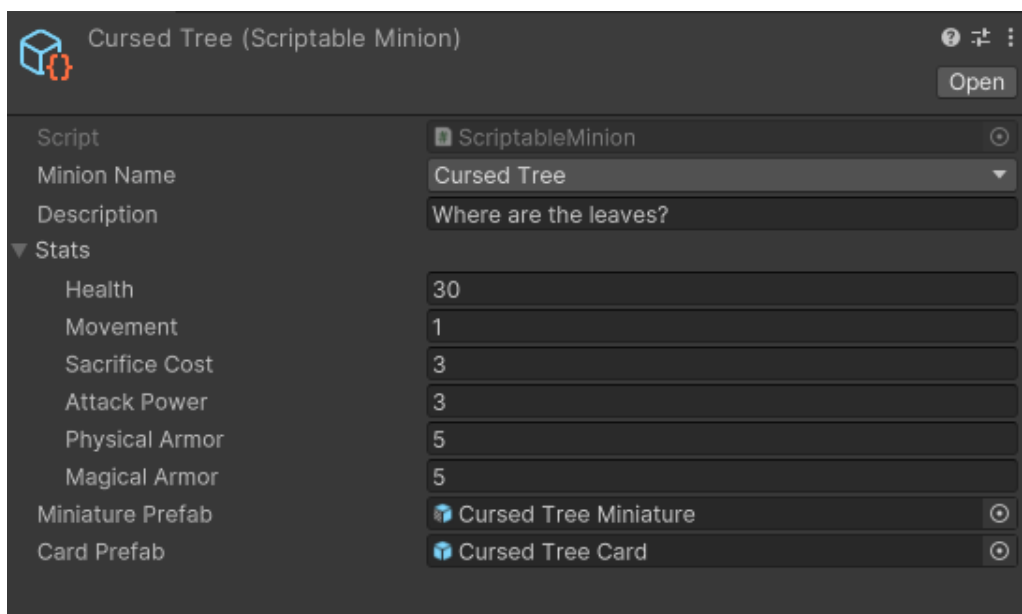 Cursed Tree (Scriptable Minion)
Open
Script ScriptableMinion
Minion Name Cursed Tree
Description Where are the leaves?
Stats
Health 30
Movement 1
Sacrifice Cost 3
Attack Power 3
Physical Armor 5
Magical Armor 5
Miniature Prefab Cursed Tree Miniature
Card Prefab Cursed Tree Card